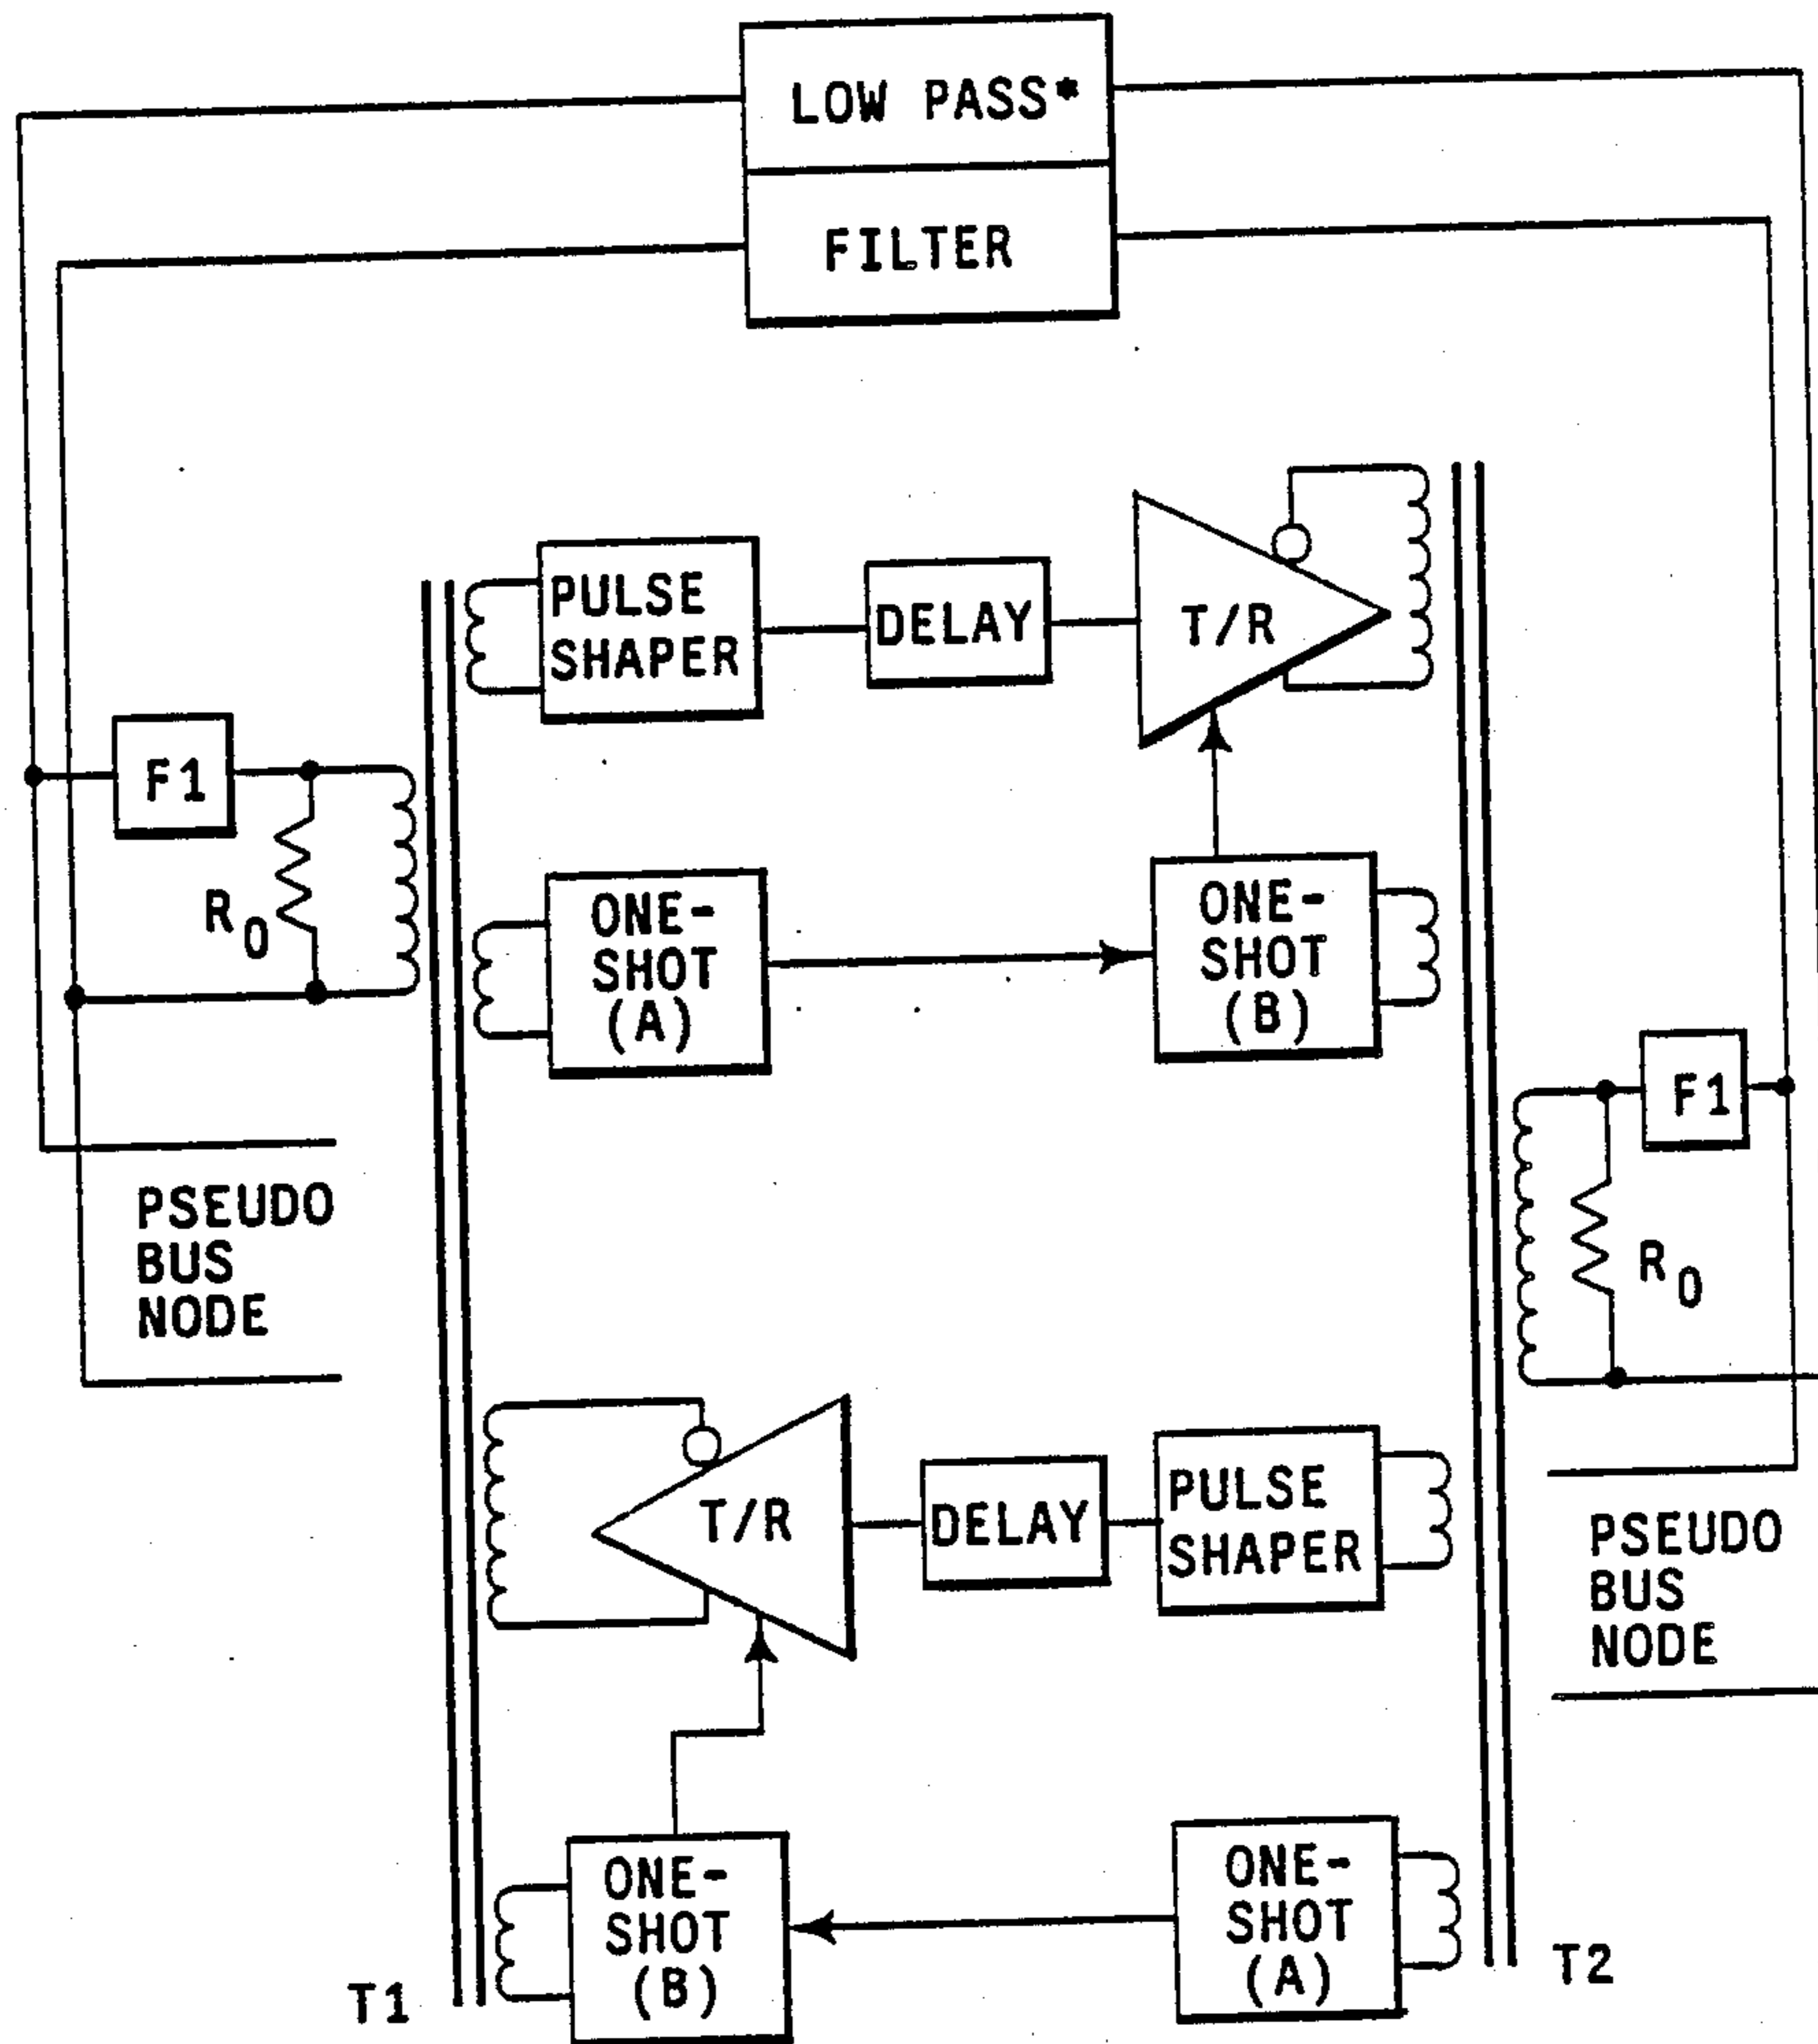 LOW PASS*
FILTER
PULSE
SHAPER
DELAY
T/R
F1
R0
ONE-
SHOT
(A)
ONE-
SHOT
(B)
F1
R0
PSEUDO
BUS
NODE
T/R
DELAY
PULSE
SHAPER
PSEUDO
BUS
NODE
ONE-
SHOT
(B)
ONE-
SHOT
(A)
T1
T2